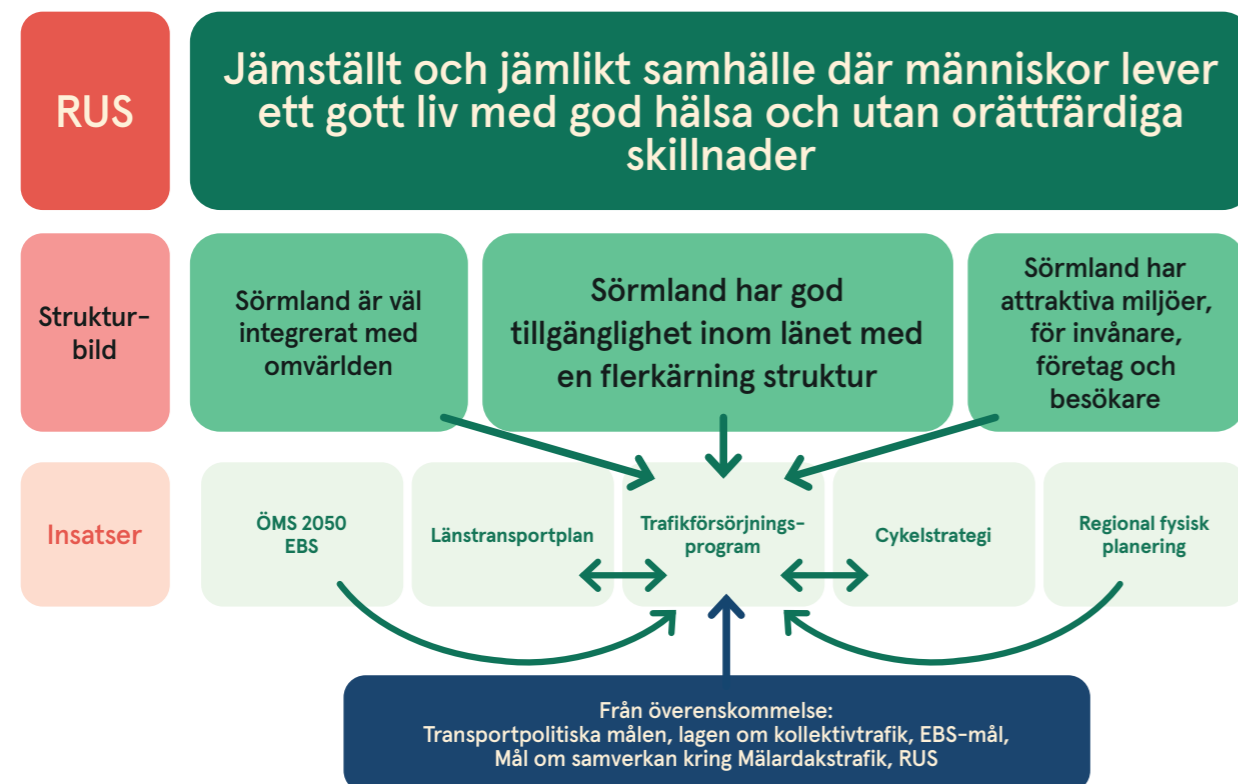 RUS
Jämställt och jämlikt samhälle där människor lever
ett gott liv med god hälsa och utan orättfärdiga
skillnader
Struktur-
bild
Sörmland är väl
integrerat med
omvärlden
Sörmland har god
tillgänglighet inom länet med
en flerkärning struktur
Sörmland har
attraktiva miljöer,
för invånare,
företag och
besökare
Insatser
ÖMS 2050
EBS
Länstransportplan
Trafikförsörjnings-
program
Cykelstrategi
Regional fysisk
planering
Från överenskommelse:
Transportpolitiska målen, lagen om kollektivtrafik, EBS-mål,
Mål om samverkan kring Mälardakstrafik, RUS